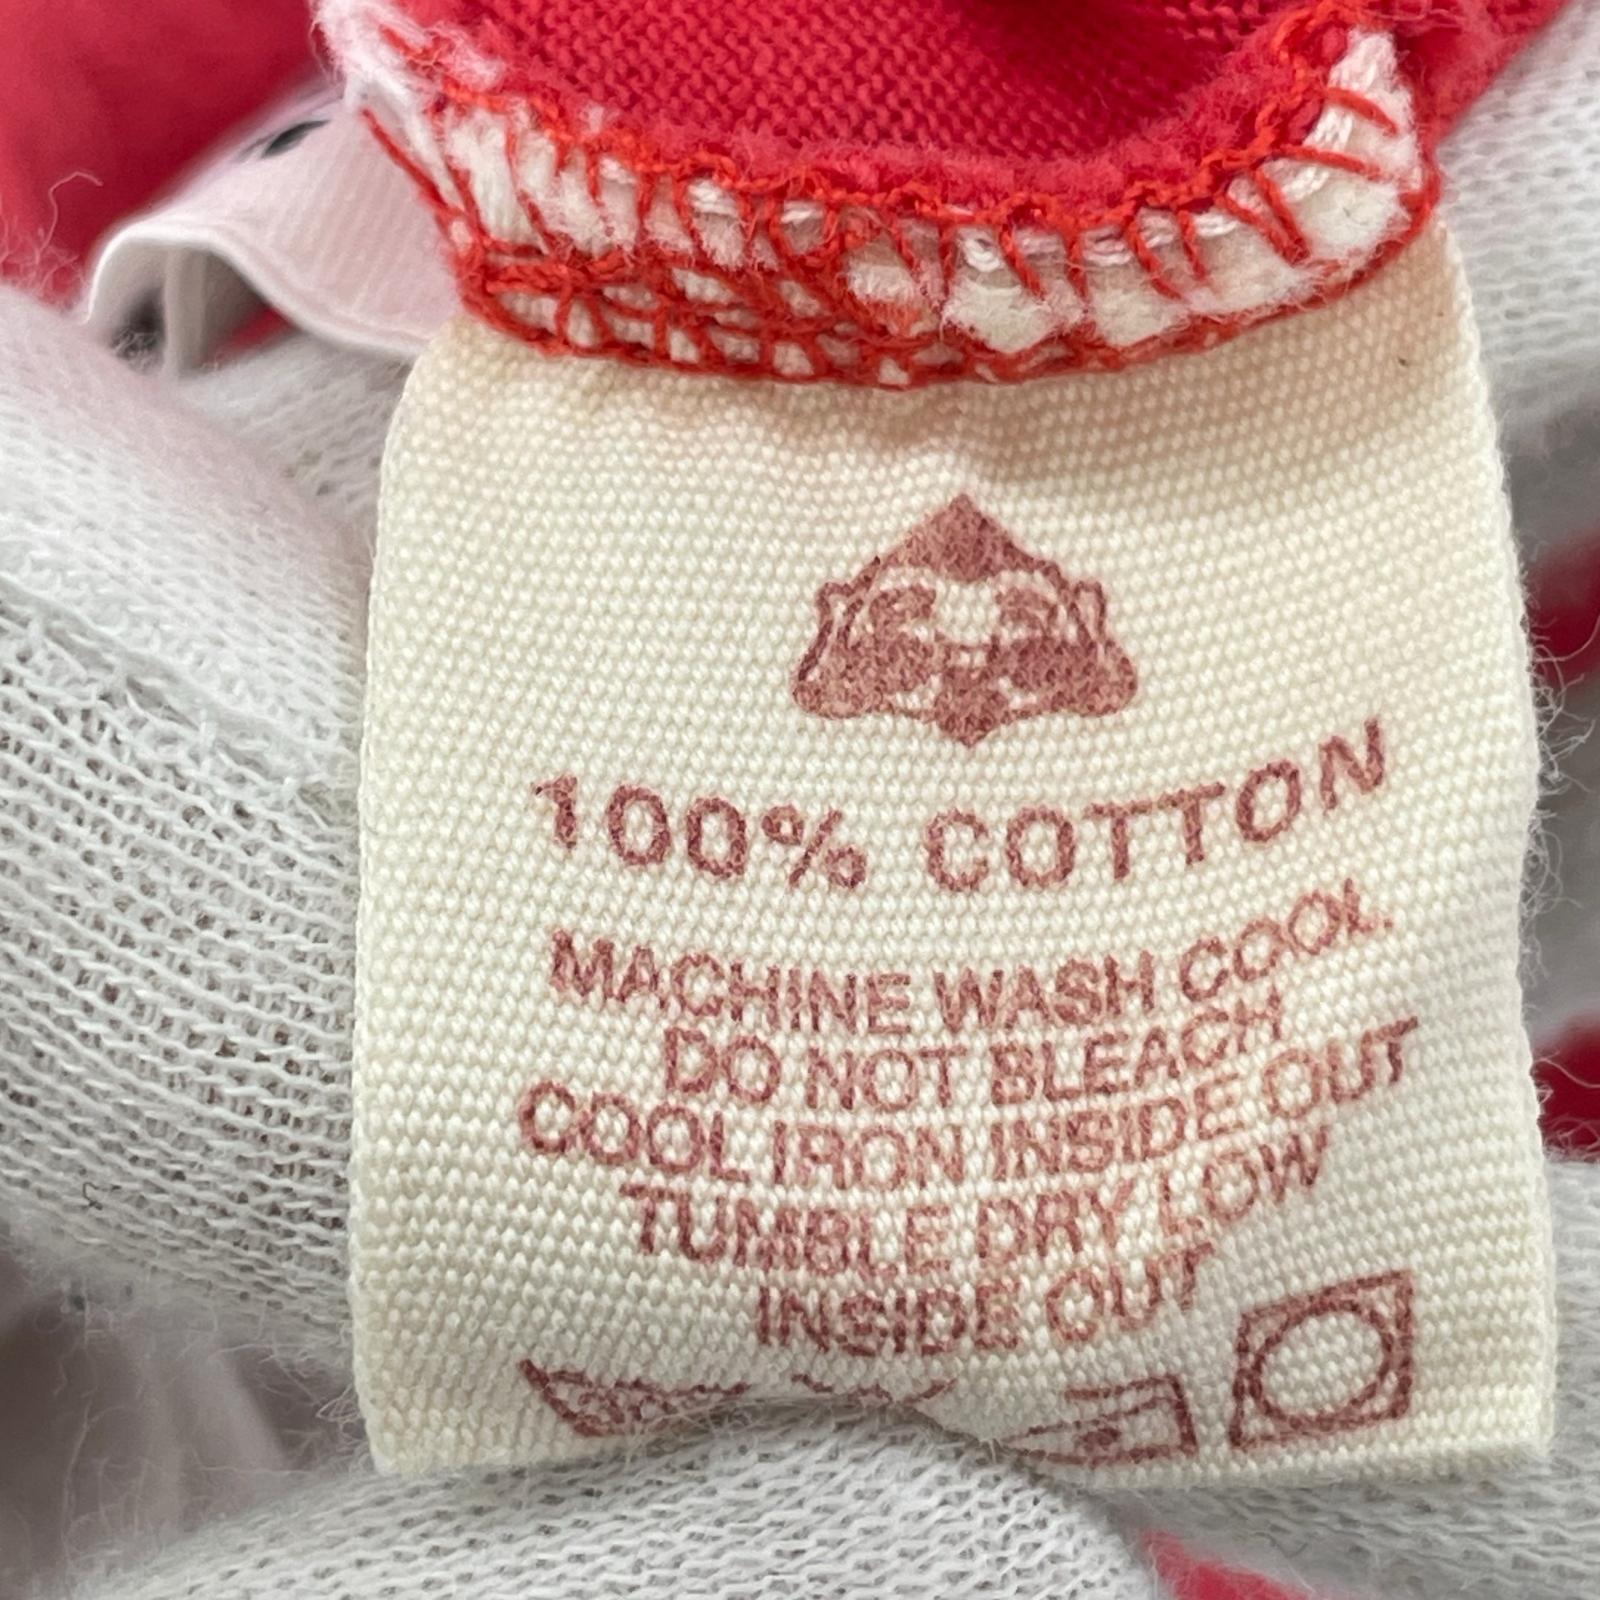 100% COTTON
MACHINE WASH COOL.
DO NOT BLEACH
COOL IRON INSIDE OUT
TUMBLE DRY LOW
INSIDE OUT